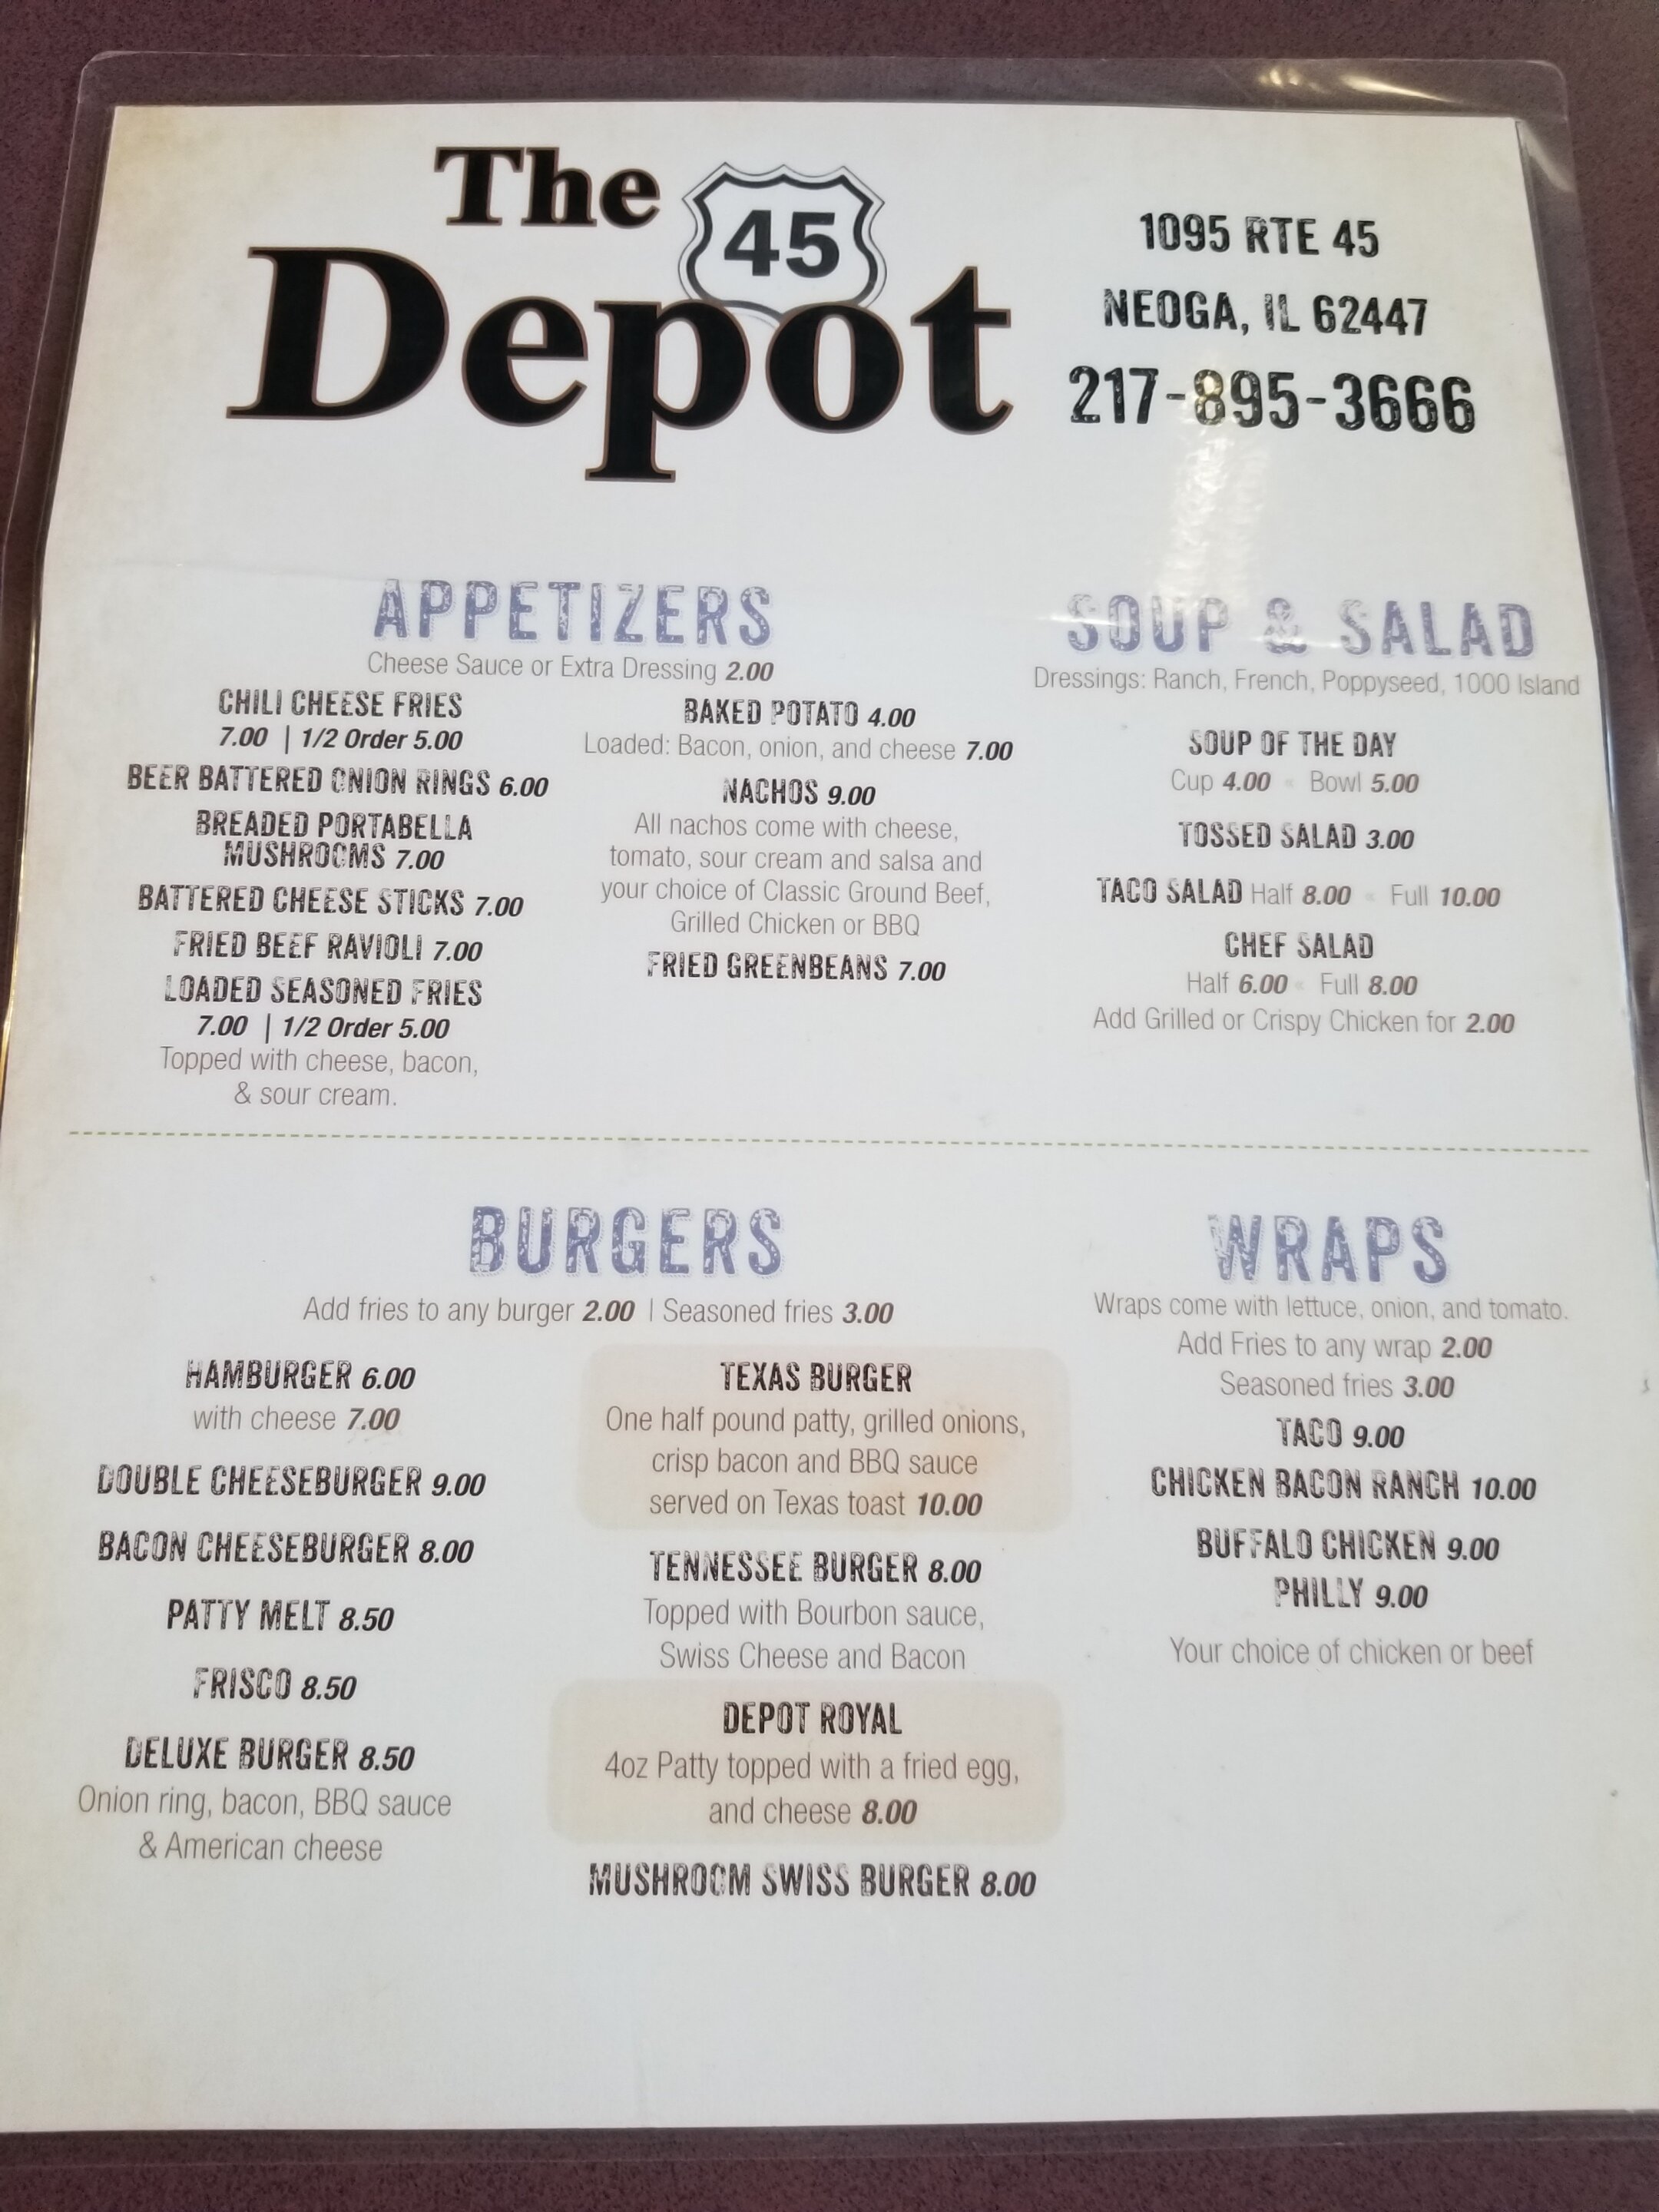 The
45
Depot
1095 RTE 45
NEOGA, IL 62447
217-895-3666
APPETIZERS
Cheese Sauce or Extra Dressing 2.00
CHILI CHEESE FRIES
7.00 | 1/2 Order 5.00
BEER BATTERED ONION RINGS 6.00
BREADED PORTABELLA
MUSHROOMS 7.00
BATTERED CHEESE STICKS 7.00
FRIED BEEF RAVIOLI 7.00
LOADED SEASONED FRIES
7.00 | 1/2 Order 5.00
Topped with cheese, bacon,
& sour cream.
BAKED POTATO 4.00
Loaded: Bacon, onion, and cheese 7.00
NACHOS 9.00
All nachos come with cheese,
tomato, sour cream and salsa and
your choice of Classic Ground Beef,
Grilled Chicken or BBQ
FRIED GREENBEANS 7.00
SOUP & SALAD
Dressings: Ranch, French, Poppyseed, 1000 Island
SOUP OF THE DAY
Cup 4.00 • Bowl 5.00
TOSSED SALAD 3.00
TACO SALAD Half 8.00 • Full 10.00
CHEF SALAD
Half 6.00 • Full 8.00
Add Grilled or Crispy Chicken for 2.00
BURGERS
Add fries to any burger 2.00 | Seasoned fries 3.00
HAMBURGER 6.00
with cheese 7.00
DOUBLE CHEESEBURGER 9.00
BACON CHEESEBURGER 8.00
PATTY MELT 8.50
FRISCO 8.50
DELUXE BURGER 8.50
Onion ring, bacon, BBQ sauce
& American cheese
TEXAS BURGER
One half pound patty, grilled onions,
crisp bacon and BBQ sauce
served on Texas toast 10.00
TENNESSEE BURGER 8.00
Topped with Bourbon sauce,
Swiss Cheese and Bacon
DEPOT ROYAL
4oz Patty topped with a fried egg,
and cheese 8.00
MUSHROOM SWISS BURGER 8.00
WRAPS
Wraps come with lettuce, onion, and tomato.
Add Fries to any wrap 2.00
Seasoned fries 3.00
TACO 9.00
CHICKEN BACON RANCH 10.00
BUFFALO CHICKEN 9.00
PHILLY 9.00
Your choice of chicken or beef